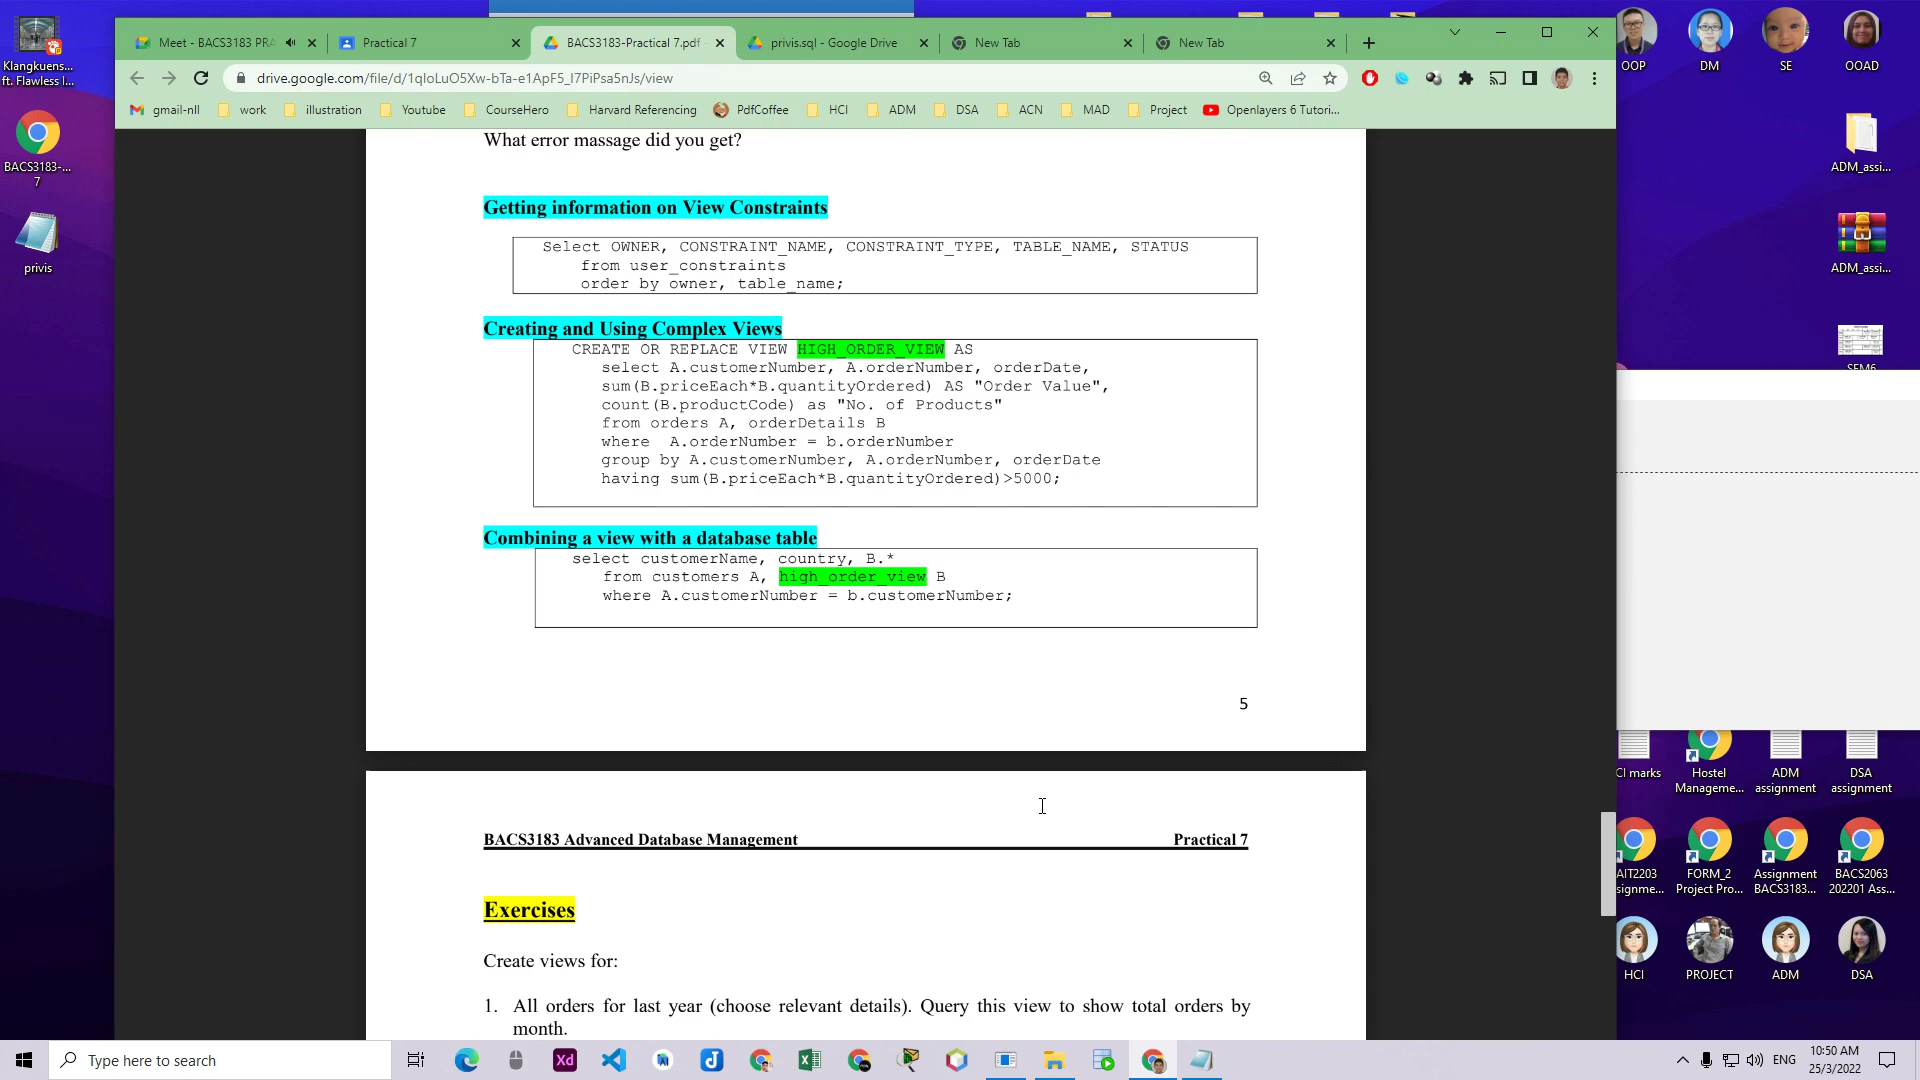 Klangkuens...
ft. Flawless I...
BACS3183-...
7
privis
Meet - BACS3183 PRA
Practical 7
BACS3183-Practical 7.pdf
privis.sql - Google Drive
New Tab
New Tab
drive.google.com/file/d/1qIoLuO5Xw-bTa-e1ApF5_I7PiPsa5nJs/view
gmail-nll
work
illustration
Youtube
CourseHero
Harvard Referencing
PdfCoffee
HCI
ADM
DSA
ACN
MAD
Project
Openlayers 6 Tutori...
What error massage did you get?
Getting information on View Constraints
Select OWNER, CONSTRAINT_NAME, CONSTRAINT_TYPE, TABLE_NAME, STATUS
from user_constraints
order by owner, table_name;
Creating and Using Complex Views
CREATE OR REPLACE VIEW HIGH_ORDER_VIEW AS
select A.customerNumber, A.orderNumber, orderDate,
sum(B.priceEach*B.quantityOrdered) AS "Order Value",
count(B.productCode) as "No. of Products"
from orders A, orderDetails B
where A.orderNumber = b.orderNumber
group by A.customerNumber, A.orderNumber, orderDate
having sum(B.priceEach*B.quantityOrdered)>5000;
Combining a view with a database table
select customerName, country, B.*
from customers A, high_order_view B
where A.customerNumber = b.customerNumber;
5
BACS3183 Advanced Database Management Practical 7
Exercises
Create views for:
1. All orders for last year (choose relevant details). Query this view to show total orders by
month.
OOP
DM
SE
OOAD
ADM_assi...
ADM_assi...
SEM6
CI marks
Hostel
Manageme...
ADM
assignment
DSA
assignment
AIT2203
signme...
FORM_2
Project Pro...
Assignment
BACS3183...
BACS2063
202201 Ass...
HCI
PROJECT
ADM
DSA
Type here to search
Xd
ENG
10:50 AM
25/3/2022